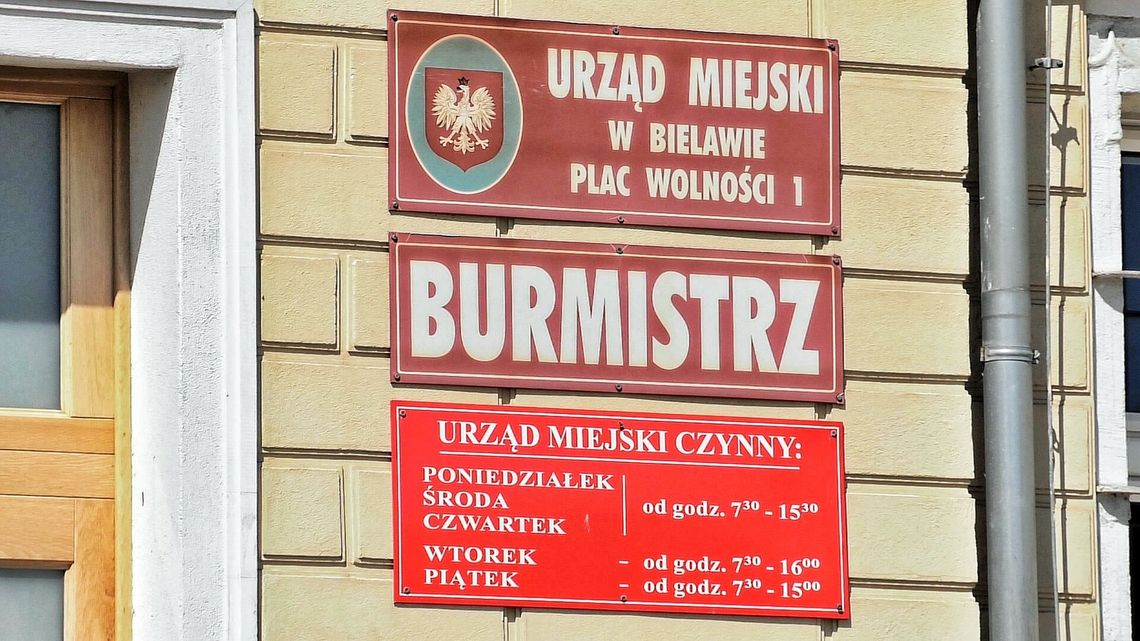 URZĄD MIEJSKI
W BIELAWIE
PLAC WOLNOŚCI 1
BURMISTRZ
URZĄD MIEJSKI CZYNNY:
PONIEDZIAŁEK
ŚRODA
CZWARTEK
od godz. 7³⁰ - 15³⁰
WTOREK - od godz. 7³⁰ - 16⁰⁰
PIĄTEK - od godz. 7³⁰ - 15⁰⁰